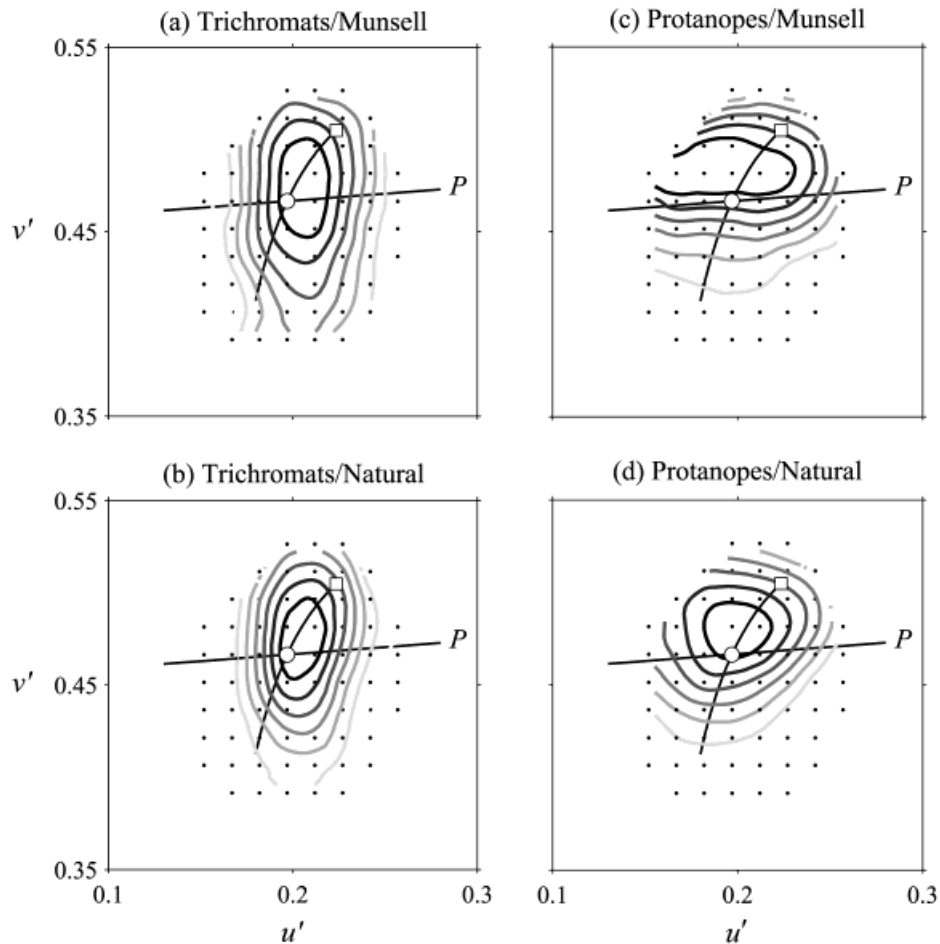 (a) Trichromats/Munsell
(c) Protanopes/Munsell
0.55
v′
0.45
0.35
P
P
(b) Trichromats/Natural
(d) Protanopes/Natural
0.55
v′
0.45
0.35
P
P
0.1
0.2
0.3
0.1
0.2
0.3
u′
u′